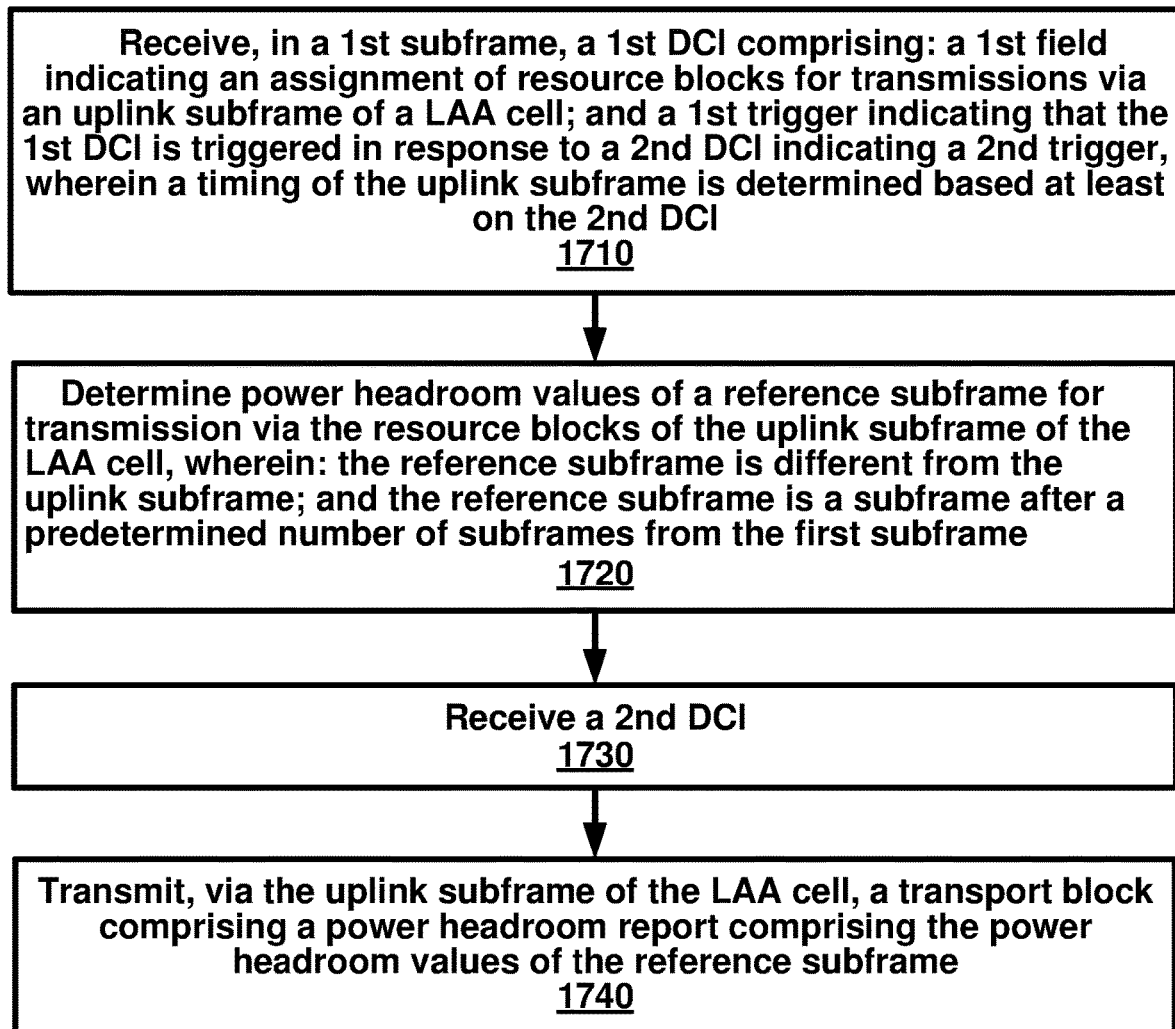 Receive, in a 1st subframe, a 1st DCI comprising: a 1st field
indicating an assignment of resource blocks for transmissions via
an uplink subframe of a LAA cell; and a 1st trigger indicating that the
1st DCI is triggered in response to a 2nd DCI indicating a 2nd trigger,
wherein a timing of the uplink subframe is determined based at least
on the 2nd DCI
1710
Determine power headroom values of a reference subframe for
transmission via the resource blocks of the uplink subframe of the
LAA cell, wherein: the reference subframe is different from the
uplink subframe; and the reference subframe is a subframe after a
predetermined number of subframes from the first subframe
1720
Receive a 2nd DCI
1730
Transmit, via the uplink subframe of the LAA cell, a transport block
comprising a power headroom report comprising the power
headroom values of the reference subframe
1740